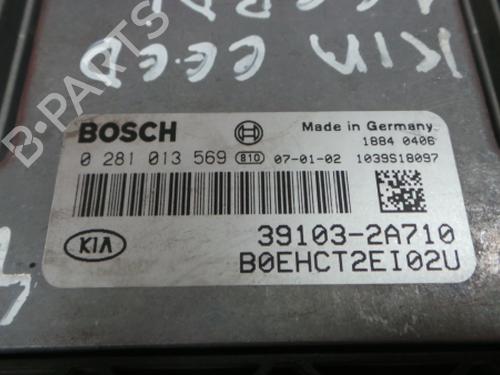 KIA CEED
BOSCH
Made in Germany
1884 0406
0 281 013 569 810 07-01-02 1039S18097
KIA
39103-2A710
B0EHCT2EI02U
B-PARTS